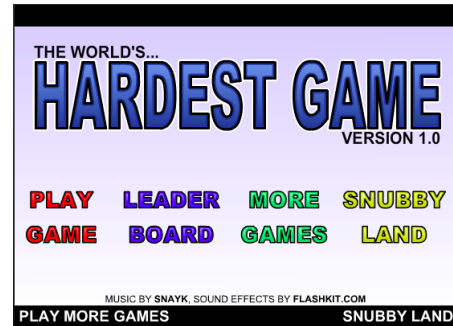 THE WORLD'S...
HARDEST GAME
VERSION 1.0
PLAY GAME
LEADER BOARD
MORE GAMES
SNUBBY LAND
MUSIC BY SNAYK, SOUND EFFECTS BY FLASHKIT.COM
PLAY MORE GAMES
SNUBBY LAND